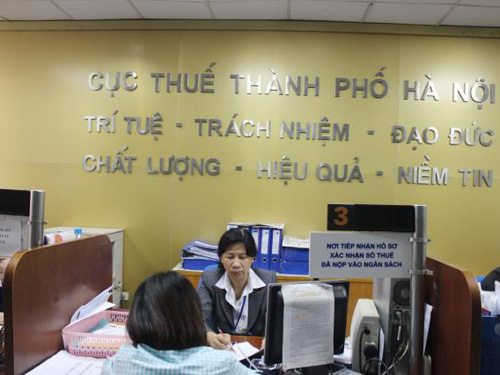 CỤC THUẾ THÀNH PHỐ HÀ NỘI
TRÍ TUỆ - TRÁCH NHIỆM - ĐẠO ĐỨC
CHẤT LƯỢNG - HIỆU QUẢ - NIỀM TIN
3
NƠI TIẾP NHẬN HỒ SƠ
XÁC NHẬN SỐ THUẾ
ĐÃ NỘP VÀO NGÂN SÁCH